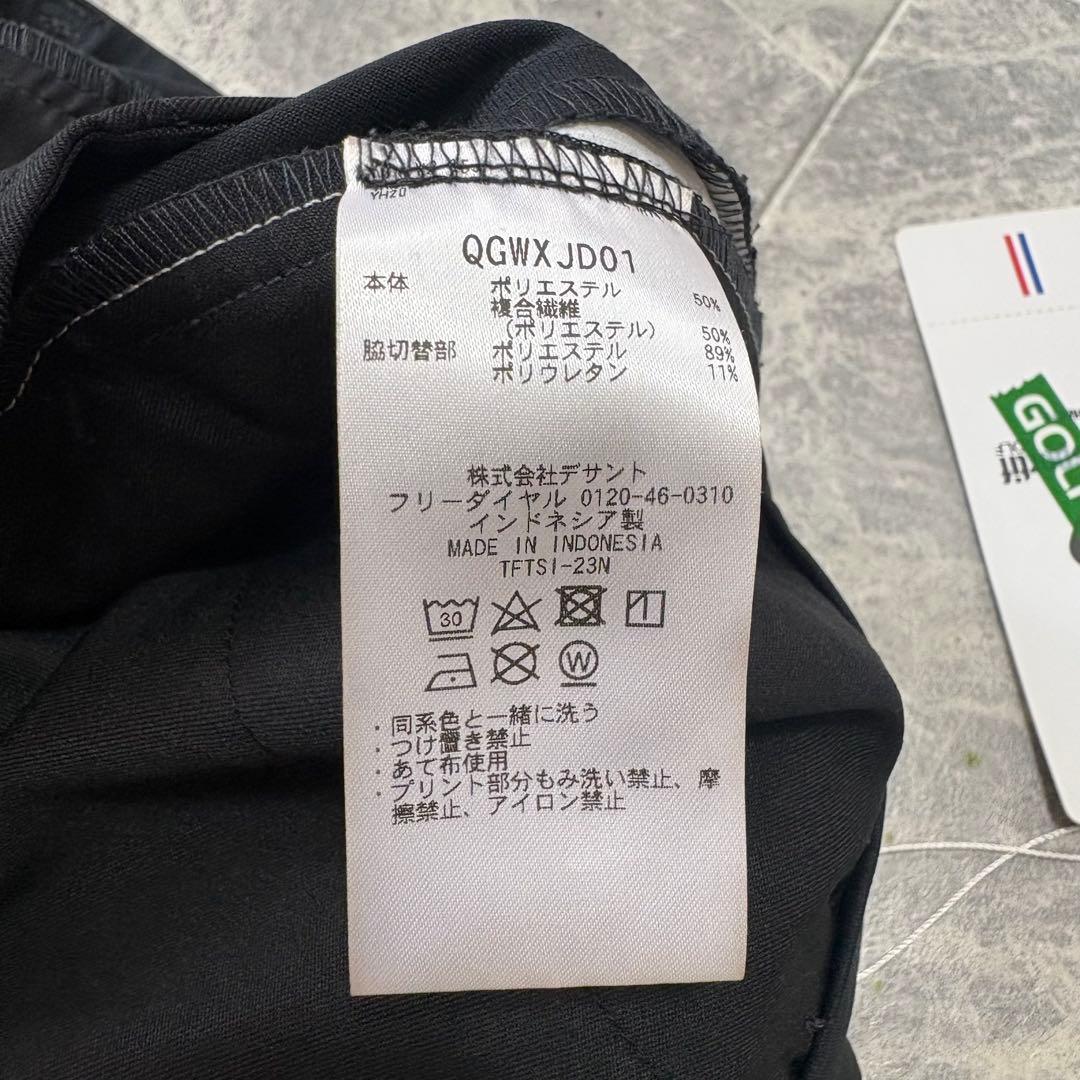 YH20
QGWXJD01
本体 ポリエステル 50%
複合繊維
(ポリエステル) 50%
脇切替部 ポリエステル 89%
ポリウレタン 11%
株式会社デサント
フリーダイヤル 0120-46-0310
インドネシア製
MADE IN INDONESIA
TFTSI-23N
30
W
・同系色と一緒に洗う
・つけ置き禁止
・あて布使用
・プリント部分もみ洗い禁止、摩
擦禁止、アイロン禁止